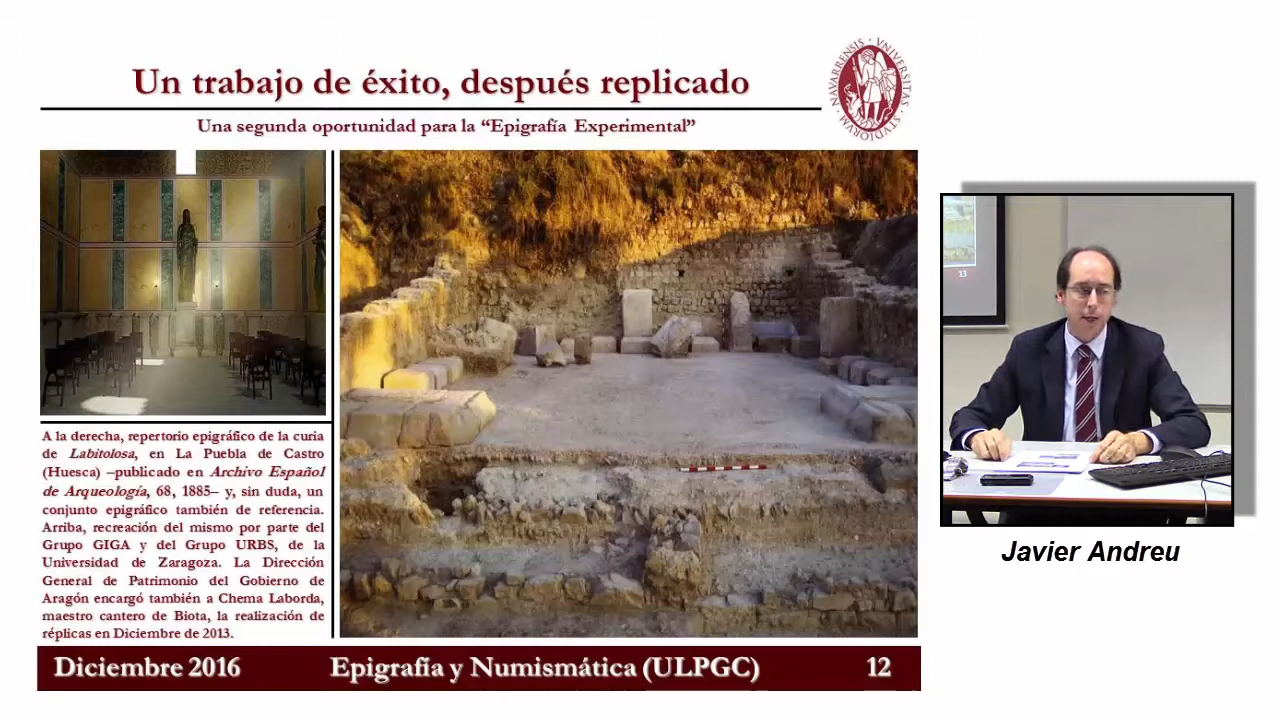 Un trabajo de éxito, después replicado
Una segunda oportunidad para la “Epigrafía Experimental”
NAVARRENSIS · VNIVERSITAS · STVDIORVM
A la derecha, repertorio epigráfico de la curia
de Labitolosa, en La Puebla de Castro
(Huesca) –publicado en Archivo Español
de Arqueología, 68, 1885– y, sin duda, un
conjunto epigráfico también de referencia.
Arriba, recreación del mismo por parte del
Grupo GIGA y del Grupo URBS, de la
Universidad de Zaragoza. La Dirección
General de Patrimonio del Gobierno de
Aragón encargó también a Chema Laborda,
maestro cantero de Biota, la realización de
réplicas en Diciembre de 2013.
Diciembre 2016 Epigrafía y Numismática (ULPGC) 12
13
Javier Andreu